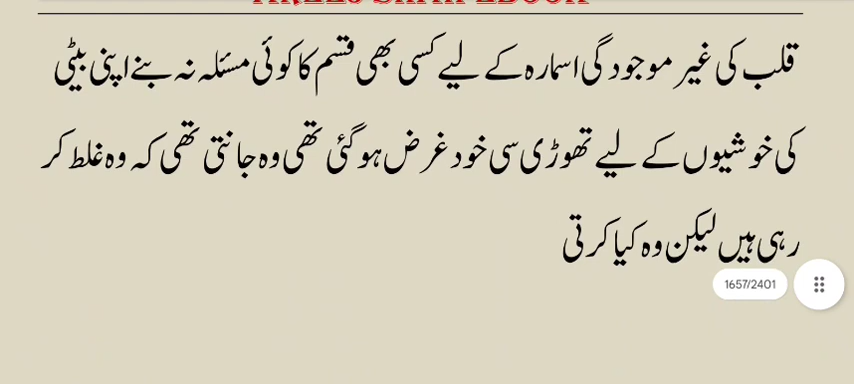 قلب کی غیر موجودگی اسمارہ کے لیے کسی بھی قسم کا کوئی مسئلہ نہ بنے اپنی بیٹی
کی خوشیوں کے لیے تھوڑی سی خود غرض ہو گئی تھی وہ جانتی تھی کہ وہ غلط کر
رہی ہیں لیکن وہ کیا کرتی
1657/2401